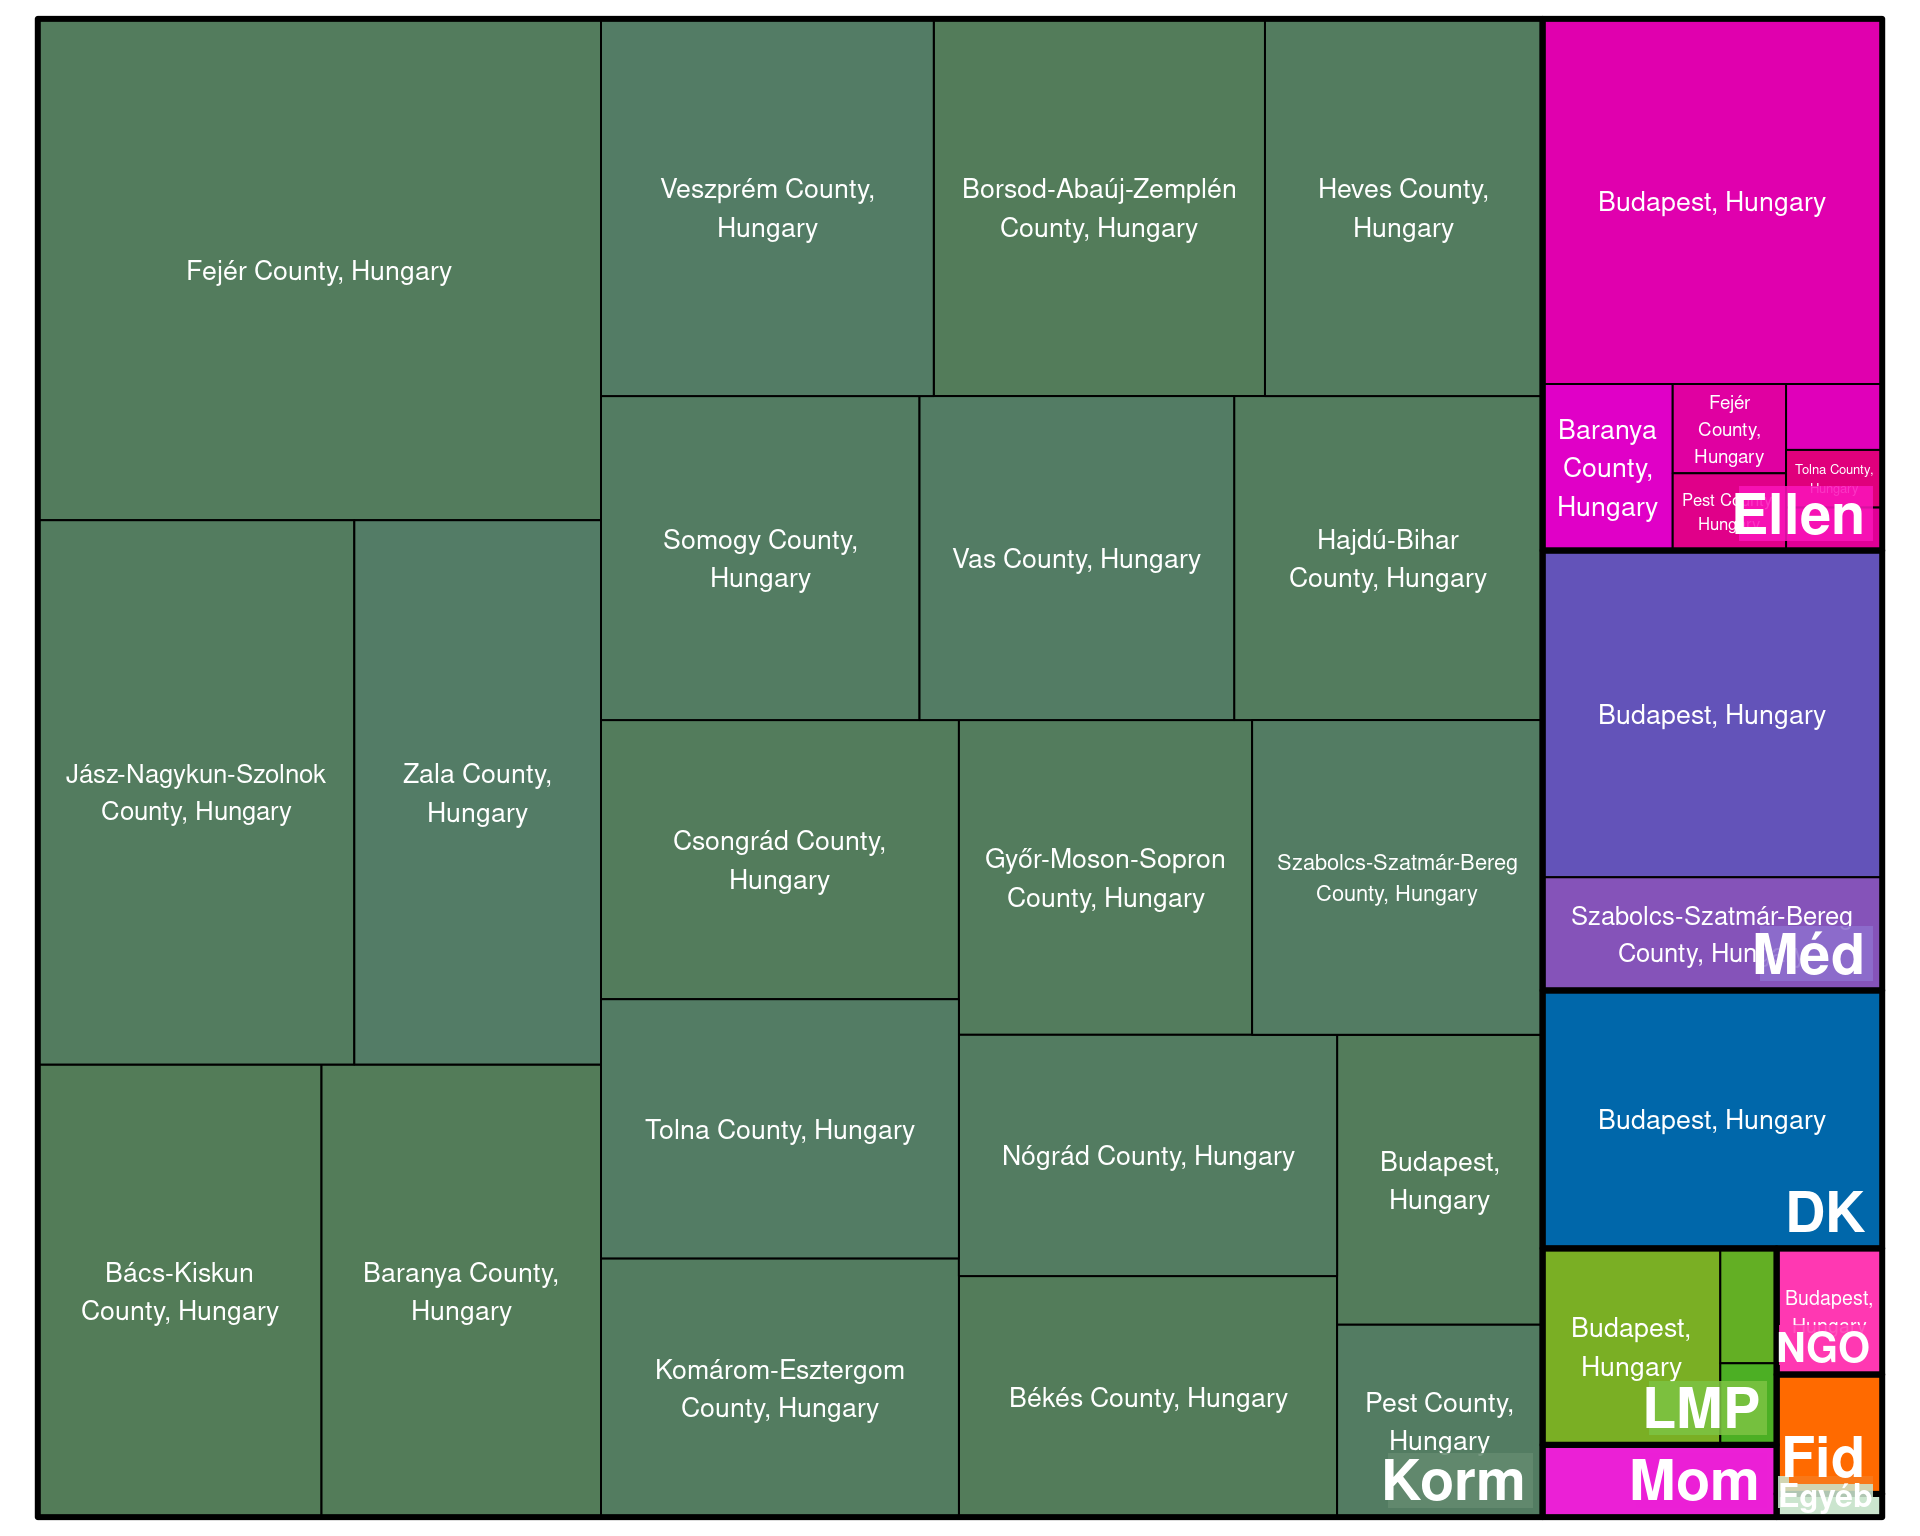 Fejér County, Hungary
Veszprém County,
Hungary
Borsod-Abaúj-Zemplén
County, Hungary
Heves County,
Hungary
Somogy County,
Hungary
Vas County, Hungary
Hajdú-Bihar
County, Hungary
Jász-Nagykun-Szolnok
County, Hungary
Zala County,
Hungary
Csongrád County,
Hungary
Győr-Moson-Sopron
County, Hungary
Szabolcs-Szatmár-Bereg
County, Hungary
Tolna County, Hungary
Nógrád County, Hungary
Budapest,
Hungary
Bács-Kiskun
County, Hungary
Baranya County,
Hungary
Komárom-Esztergom
County, Hungary
Békés County, Hungary
Pest County,
Hungary
Korm
Budapest, Hungary
Baranya
County,
Hungary
Fejér
County,
Hungary
Pest County,
Hungary
Tolna County,
Hungary
Ellen
Budapest, Hungary
Szabolcs-Szatmár-Bereg
County, Hungary
Méd
Budapest, Hungary
DK
Budapest,
Hungary
LMP
Budapest,
Hungary
NGO
Mom
Fid
Egyéb